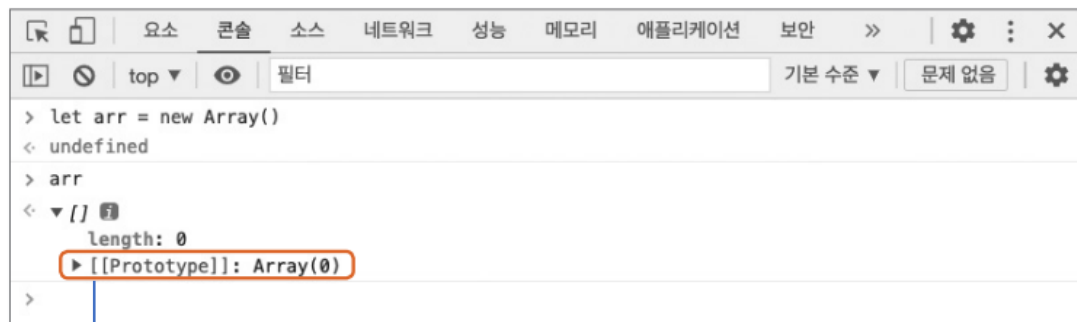 요소 콘솔 소스 네트워크 성능 메모리 애플리케이션 보안 »
top ▼ 필터 기본 수준 ▼ 문제 없음
> let arr = new Array()
<· undefined
> arr
<· ▼[] i
length: 0
▶[[Prototype]]: Array(0)
>